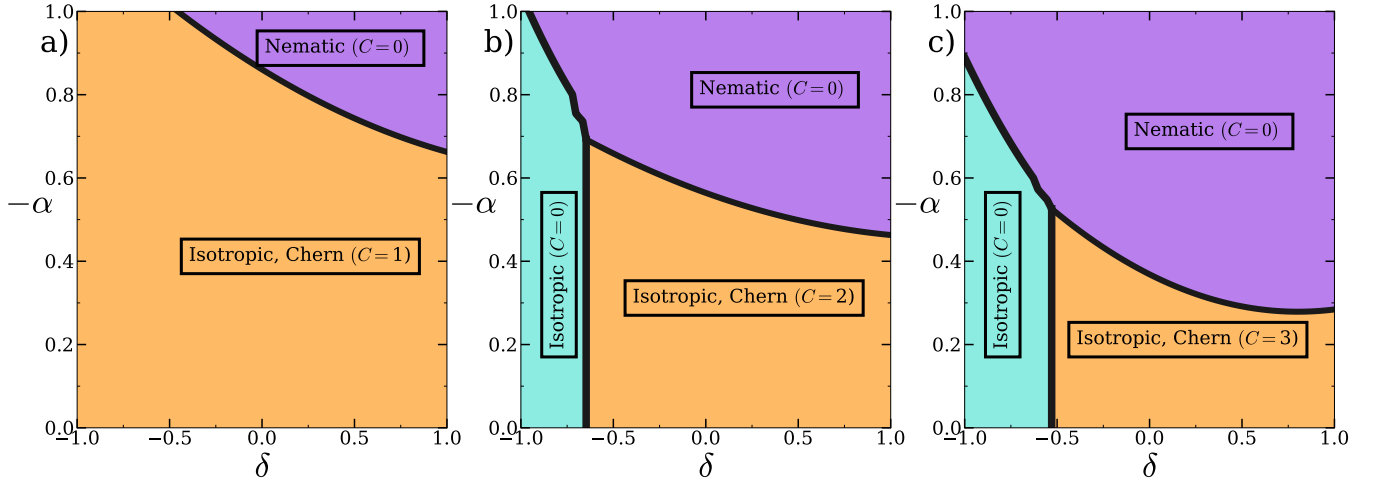 a)
Nematic (C=0)
Isotropic, Chern (C=1)
−α
1.0
0.8
0.6
0.4
0.2
0.0
−1.0 −0.5 0.0 0.5 1.0
δ
b)
Nematic (C=0)
Isotropic (C=0)
Isotropic, Chern (C=2)
−α
1.0
0.8
0.6
0.4
0.2
0.0
−1.0 −0.5 0.0 0.5 1.0
δ
c)
Nematic (C=0)
Isotropic (C=0)
Isotropic, Chern (C=3)
−α
1.0
0.8
0.6
0.4
0.2
0.0
−1.0 −0.5 0.0 0.5 1.0
δ